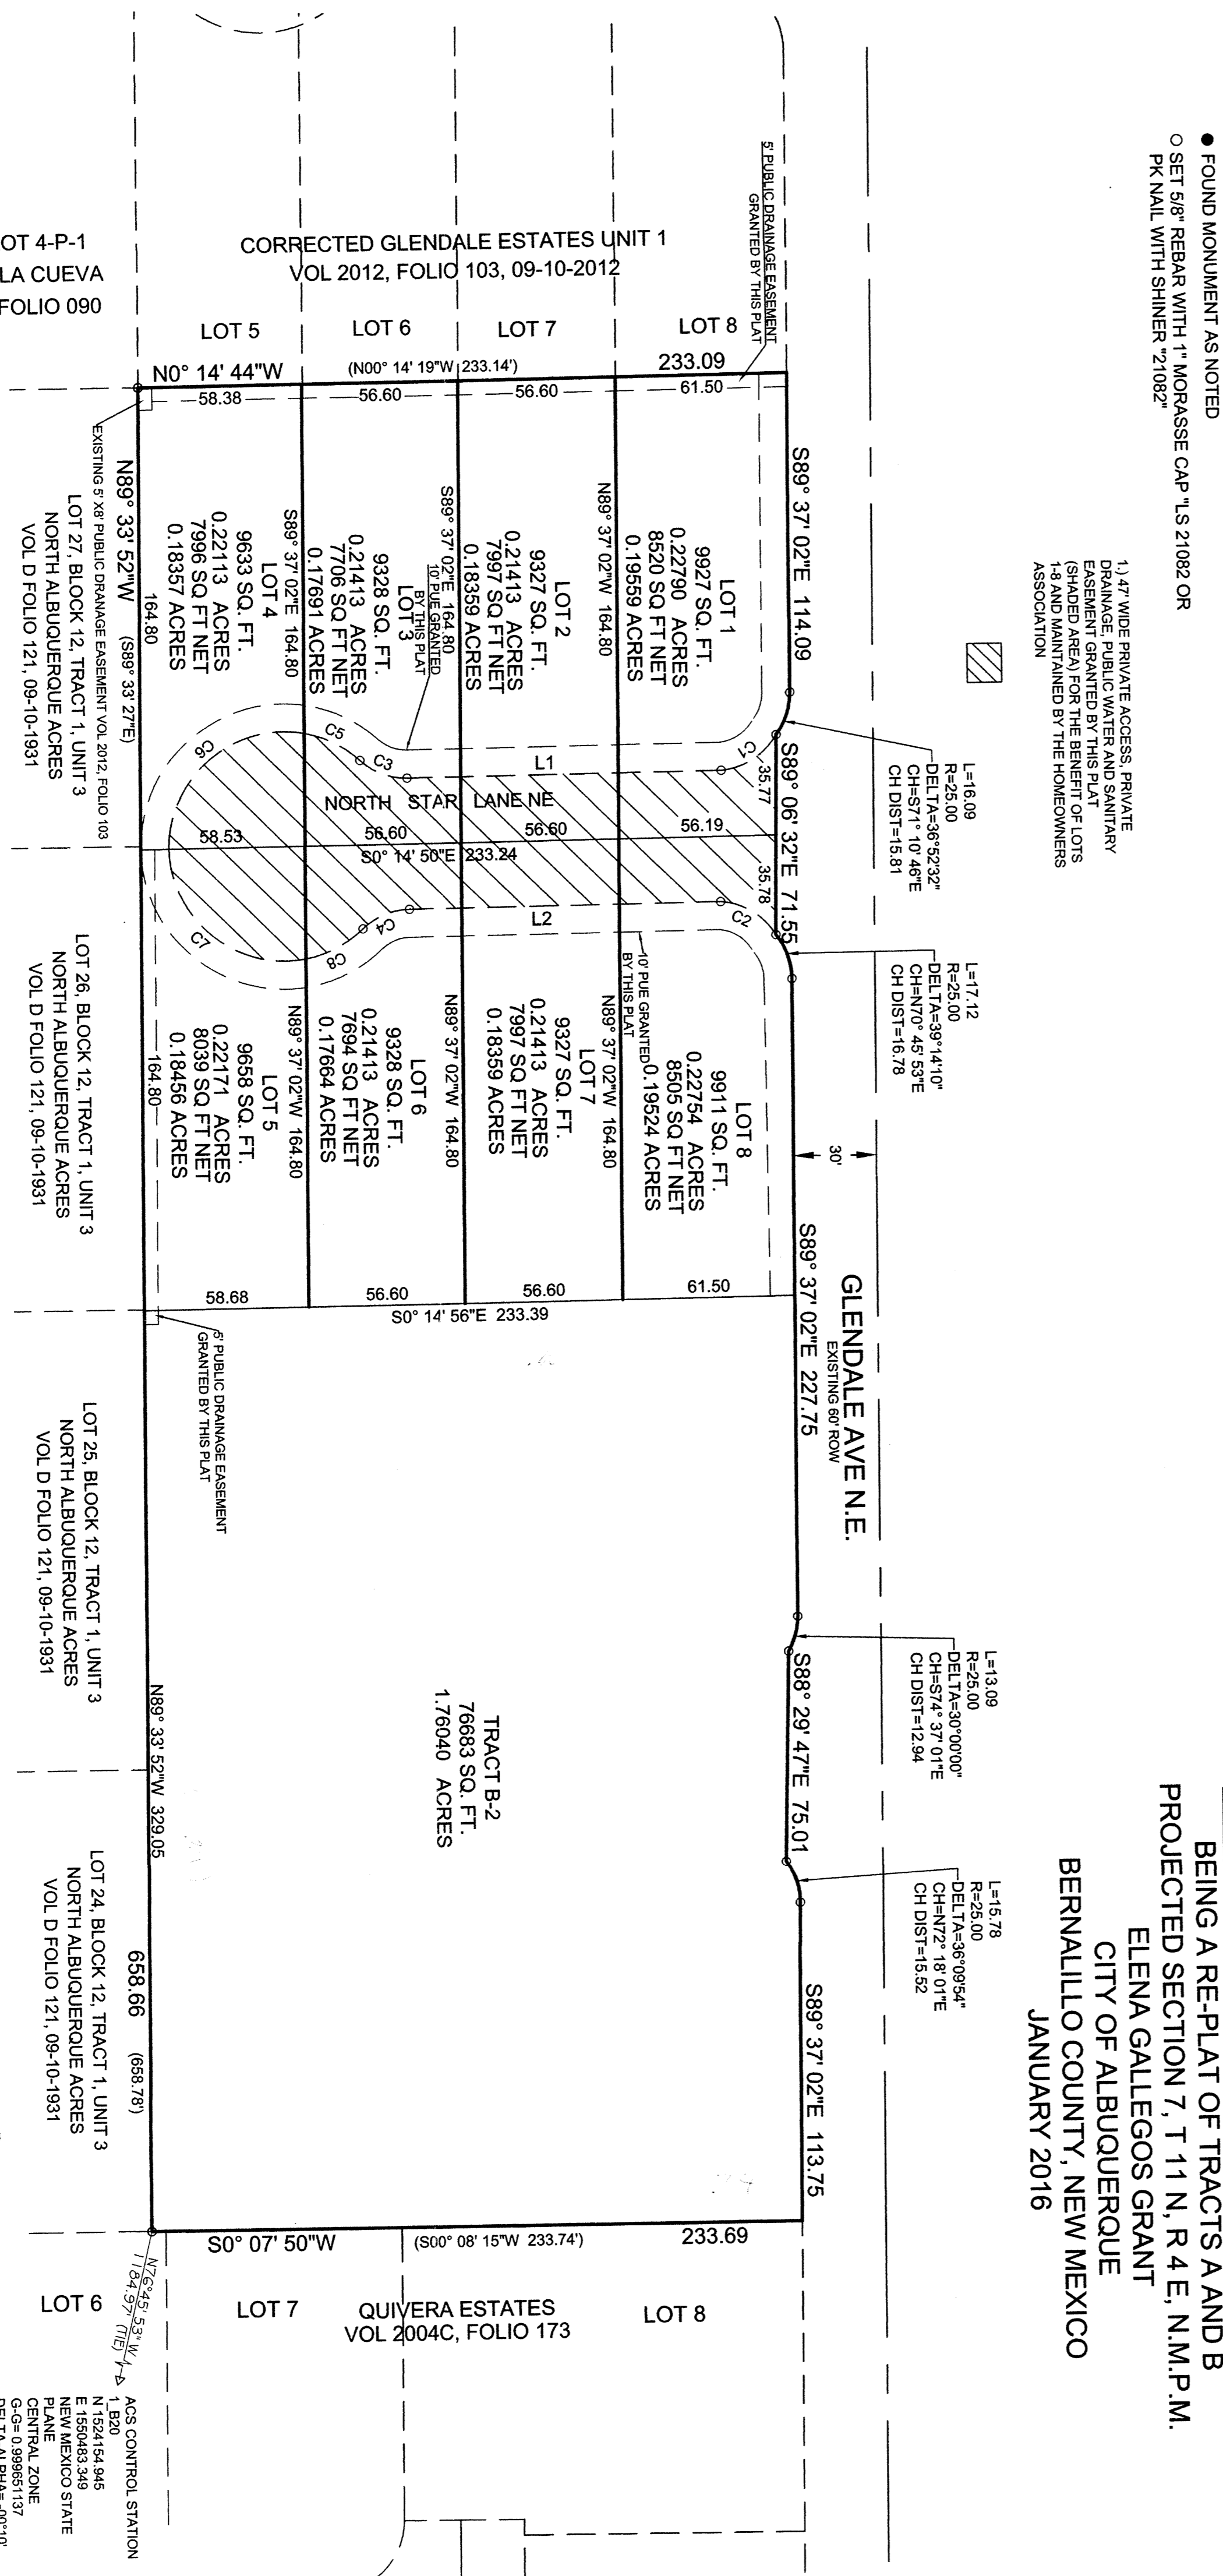 ● FOUND MONUMENT AS NOTED
○ SET 5/8" REBAR WITH 1" MORASSE CAP "LS 21082 OR
PK NAIL WITH SHINER "21082"
1.) 47' WIDE PRIVATE ACCESS, PRIVATE
DRAINAGE, PUBLIC WATER AND SANITARY
EASEMENT GRANTED BY THIS PLAT
(SHADED AREA) FOR THE BENEFIT OF LOTS
1-8 AND MAINTAINED BY THE HOMEOWNERS
ASSOCIATION
BEING A RE-PLAT OF TRACTS A AND B
PROJECTED SECTION 7, T 11 N, R 4 E, N.M.P.M.
ELENA GALLEGOS GRANT
CITY OF ALBUQUERQUE
BERNALILLO COUNTY, NEW MEXICO
JANUARY 2016
L=16.09
R=25.00
DELTA=36°52'32"
CH=S71° 10' 46"E
CH DIST=15.81
L=17.12
R=25.00
DELTA=39°14'10"
CH=N70° 45' 53"E
CH DIST=16.78
L=13.09
R=25.00
DELTA=30°00'00"
CH=S74° 37' 01"E
CH DIST=12.94
L=15.78
R=25.00
DELTA=36°09'54"
CH=N72° 18' 01"E
CH DIST=15.52
30'
GLENDALE AVE N.E.
EXISTING 60' ROW
S89° 37' 02"E 114.09
S89° 06' 32"E 71.55
S89° 37' 02"E 227.75
S88° 29' 47"E 75.01
S89° 37' 02"E 113.75
35.77
35.78
5' PUBLIC DRAINAGE EASEMENT
GRANTED BY THIS PLAT
CORRECTED GLENDALE ESTATES UNIT 1
VOL 2012, FOLIO 103, 09-10-2012
LOT 5
LOT 6
LOT 7
LOT 8
N0° 14' 44"W
(N00° 14' 19"W 233.14')
233.09
58.38
56.60
56.60
61.50
LOT 1
9927 SQ. FT.
0.22790 ACRES
8520 SQ FT NET
0.19559 ACRES
N89° 37' 02"W 164.80
LOT 2
9327 SQ. FT.
0.21413 ACRES
7997 SQ FT NET
0.18359 ACRES
S89° 37' 02"E 164.80
10' PUE GRANTED
BY THIS PLAT
LOT 3
9328 SQ. FT.
0.21413 ACRES
7706 SQ FT NET
0.17691 ACRES
S89° 37' 02"E 164.80
LOT 4
9633 SQ. FT.
0.22113 ACRES
7996 SQ FT NET
0.18357 ACRES
164.80
C1
C2
C3
C4
C5
C6
C7
C8
L1
L2
NORTH STAR LANE NE
58.53
56.60
56.60
56.19
S0° 14' 50"E 233.24
10' PUE GRANTED
BY THIS PLAT
LOT 8
9911 SQ. FT.
0.22754 ACRES
8505 SQ FT NET
0.19524 ACRES
N89° 37' 02"W 164.80
LOT 7
9327 SQ. FT.
0.21413 ACRES
7997 SQ FT NET
0.18359 ACRES
N89° 37' 02"W 164.80
LOT 6
9328 SQ. FT.
0.21413 ACRES
7694 SQ FT NET
0.17664 ACRES
N89° 37' 02"W 164.80
LOT 5
9658 SQ. FT.
0.22171 ACRES
8039 SQ FT NET
0.18456 ACRES
164.80
58.68
56.60
56.60
61.50
S0° 14' 56"E 233.39
5' PUBLIC DRAINAGE EASEMENT
GRANTED BY THIS PLAT
TRACT B-2
76683 SQ. FT.
1.76040 ACRES
N89° 33' 52"W 329.05
N89° 33' 52"W (S89° 33' 27"E)
658.66 (658.78')
EXISTING 5' X8' PUBLIC DRANAGE EASEMENT VOL 2012, FOLIO 103
LOT 27, BLOCK 12, TRACT 1, UNIT 3
NORTH ALBUQUERQUE ACRES
VOL D FOLIO 121, 09-10-1931
LOT 26, BLOCK 12, TRACT 1, UNIT 3
NORTH ALBUQUERQUE ACRES
VOL D FOLIO 121, 09-10-1931
LOT 25, BLOCK 12, TRACT 1, UNIT 3
NORTH ALBUQUERQUE ACRES
VOL D FOLIO 121, 09-10-1931
LOT 24, BLOCK 12, TRACT 1, UNIT 3
NORTH ALBUQUERQUE ACRES
VOL D FOLIO 121, 09-10-1931
OT 4-P-1
LA CUEVA
FOLIO 090
S0° 07' 50"W
(S00° 08' 15"W 233.74')
233.69
LOT 6
LOT 7
LOT 8
QUIVERA ESTATES
VOL 2004C, FOLIO 173
N76°45' 53" W
1184.97' (TIE)
ACS CONTROL STATION
1_B20
N 1524154.945
E 1550483.349
NEW MEXICO STATE
PLANE
CENTRAL ZONE
G-G= 0.999651137
DELTA ALPHA= -00°10'